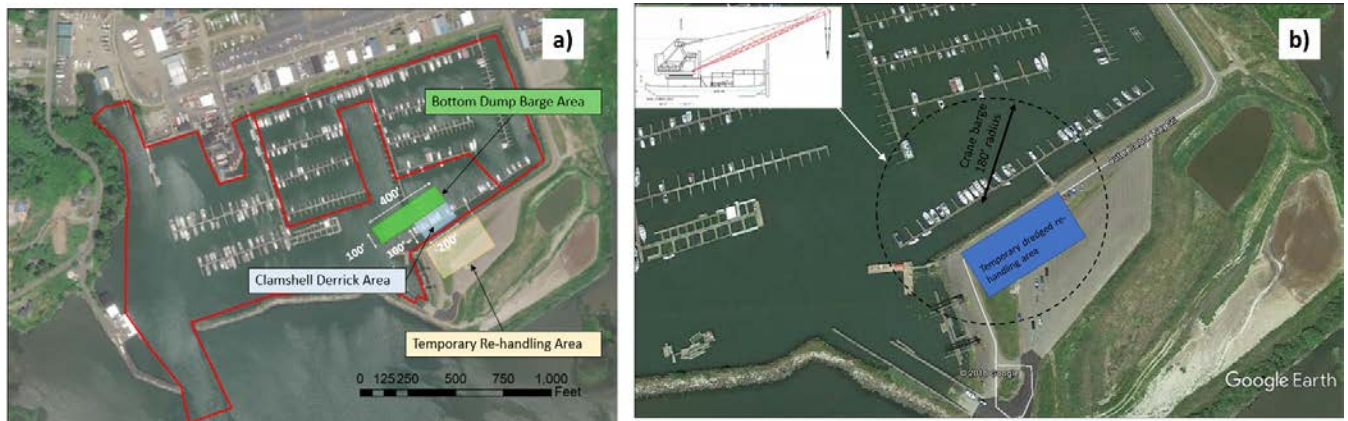 a)
Bottom Dump Barge Area
400'
100'
100'
200'
Clamshell Derrick Area
Temporary Re-handling Area
0 125 250 500 750 1,000
Feet
b)
Crane barge
180° radius
Temporary dredged re-
handling area
Google Earth